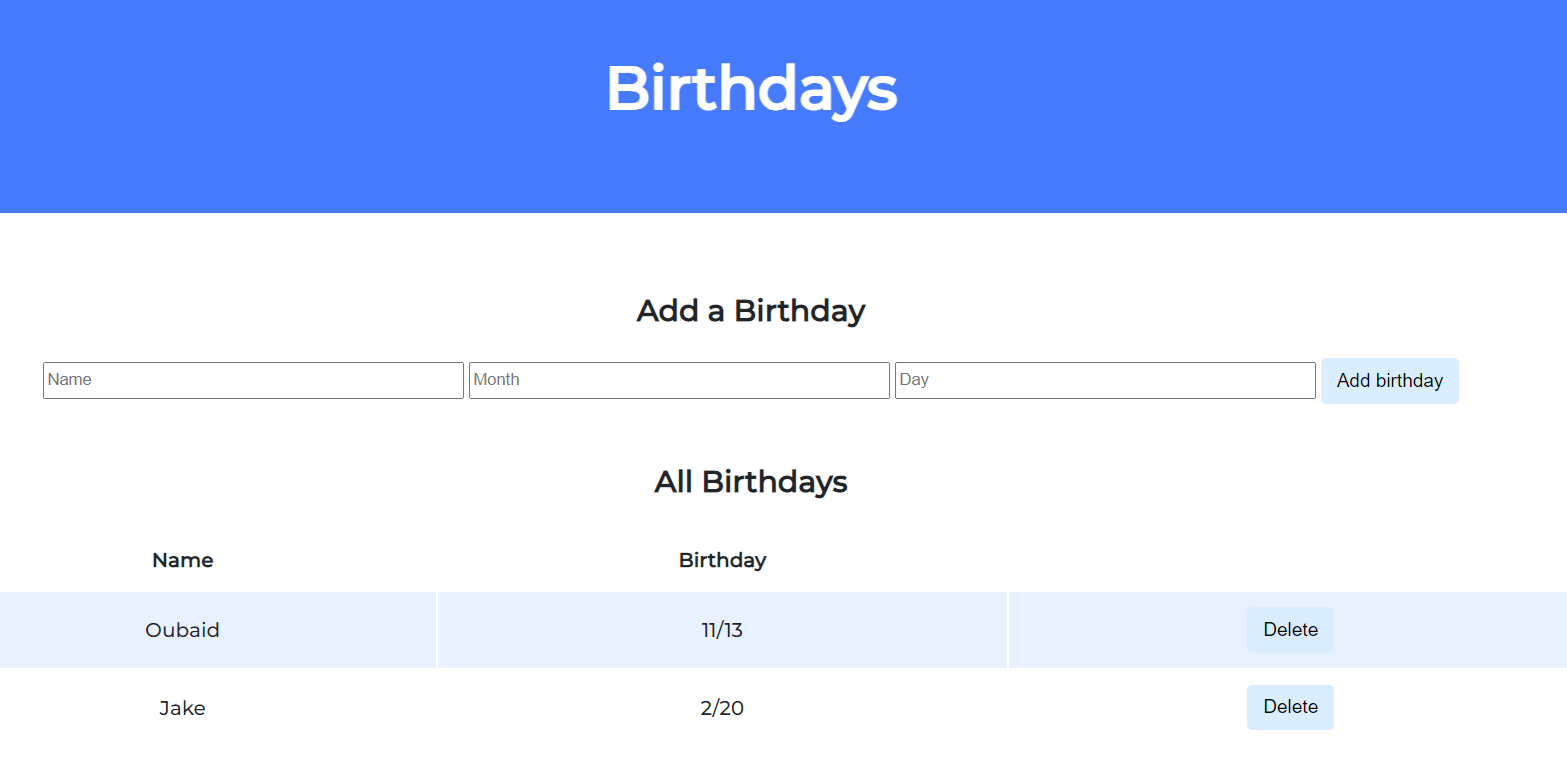 Birthdays
Add a Birthday
Name Month Day Add birthday
All Birthdays
Name Birthday
Oubaid 11/13 Delete
Jake 2/20 Delete